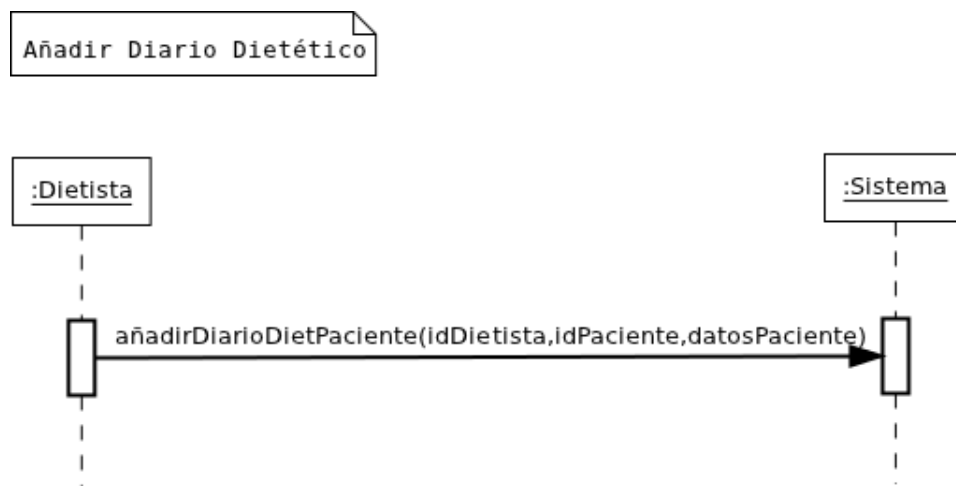 Añadir Diario Dietético
:Dietista
:Sistema
añadirDiarioDietPaciente(idDietista,idPaciente,datosPaciente)